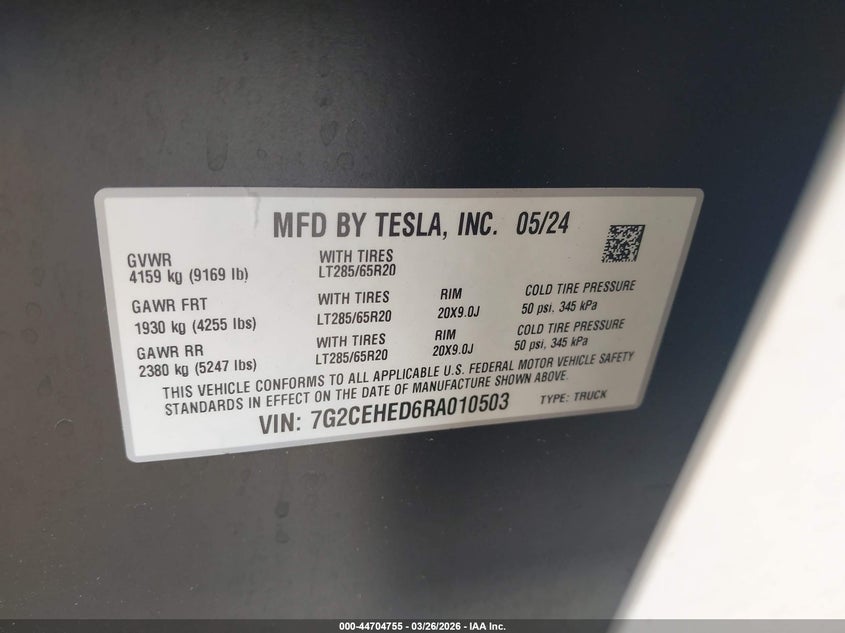 MFD BY TESLA, INC. 05/24
GVWR
4159 kg (9169 lb)
WITH TIRES
LT285/65R20
GAWR FRT
1930 kg (4255 lbs)
WITH TIRES
LT285/65R20
RIM
20X9.0J
COLD TIRE PRESSURE
50 psi, 345 kPa
GAWR RR
2380 kg (5247 lbs)
WITH TIRES
LT285/65R20
RIM
20X9.0J
COLD TIRE PRESSURE
50 psi, 345 kPa
THIS VEHICLE CONFORMS TO ALL APPLICABLE U.S. FEDERAL MOTOR VEHICLE SAFETY
STANDARDS IN EFFECT ON THE DATE OF MANUFACTURE SHOWN ABOVE.
VIN: 7G2CEHED6RA010503
TYPE: TRUCK
000-44704755 - 03/26/2026 - IAA Inc.